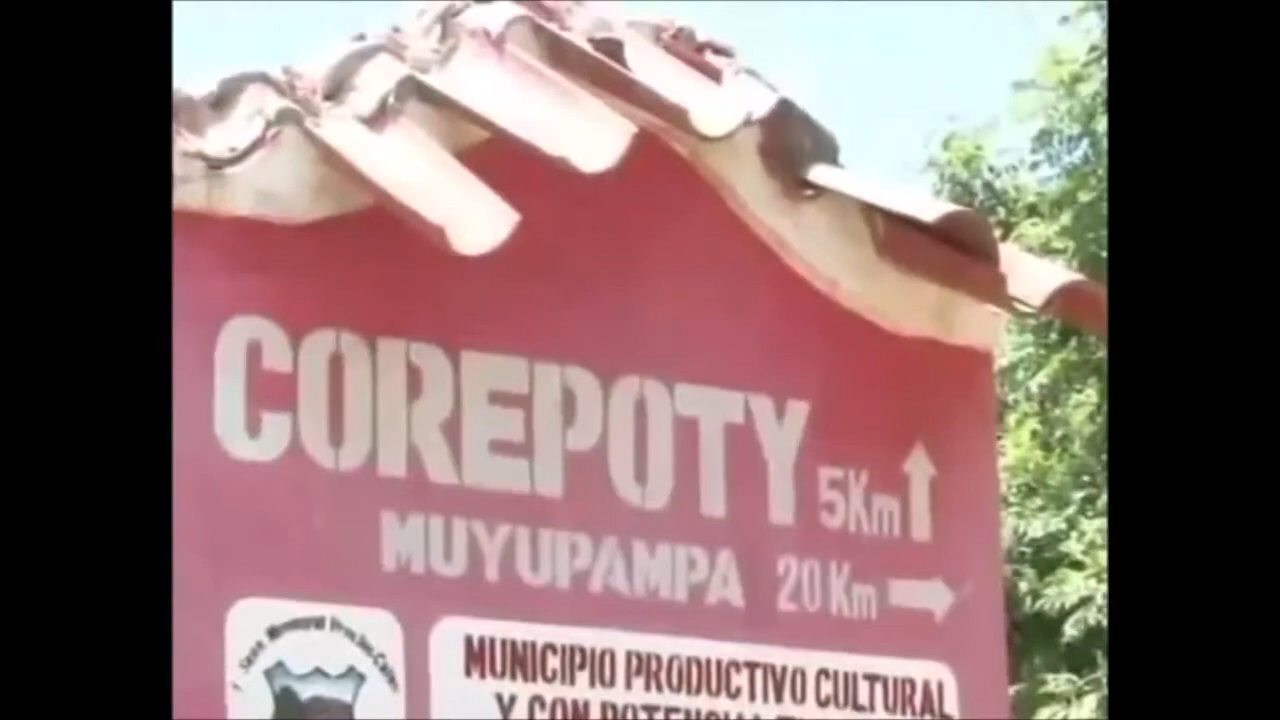 COREPOTY 5Km
MUYUPAMPA 20 Km
MUNICIPIO PRODUCTIVO CULTURAL
Y CON POTENCIAL